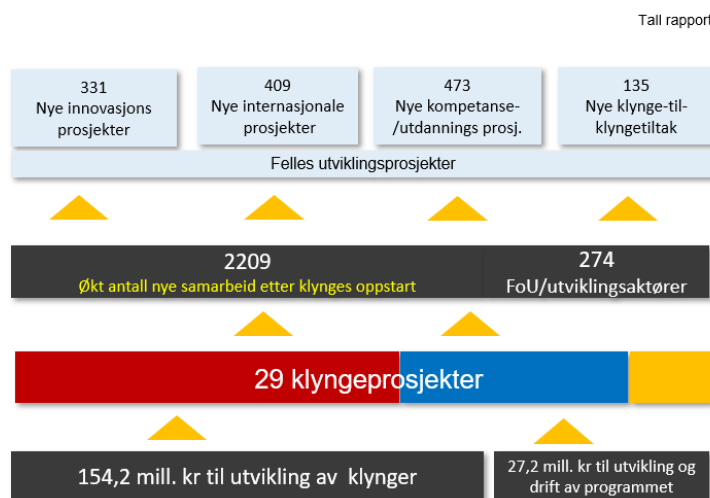 Tall rapport
331
Nye innovasjons
prosjekter
409
Nye internasjonale
prosjekter
473
Nye kompetanse-
/utdannings prosj.
135
Nye klynge-til-
klyngetiltak
Felles utviklingsprosjekter
2209
Økt antall nye samarbeid etter klynges oppstart
274
FoU/utviklingsaktører
29 klyngeprosjekter
154,2 mill. kr til utvikling av klynger
27,2 mill. kr til utvikling og
drift av programmet